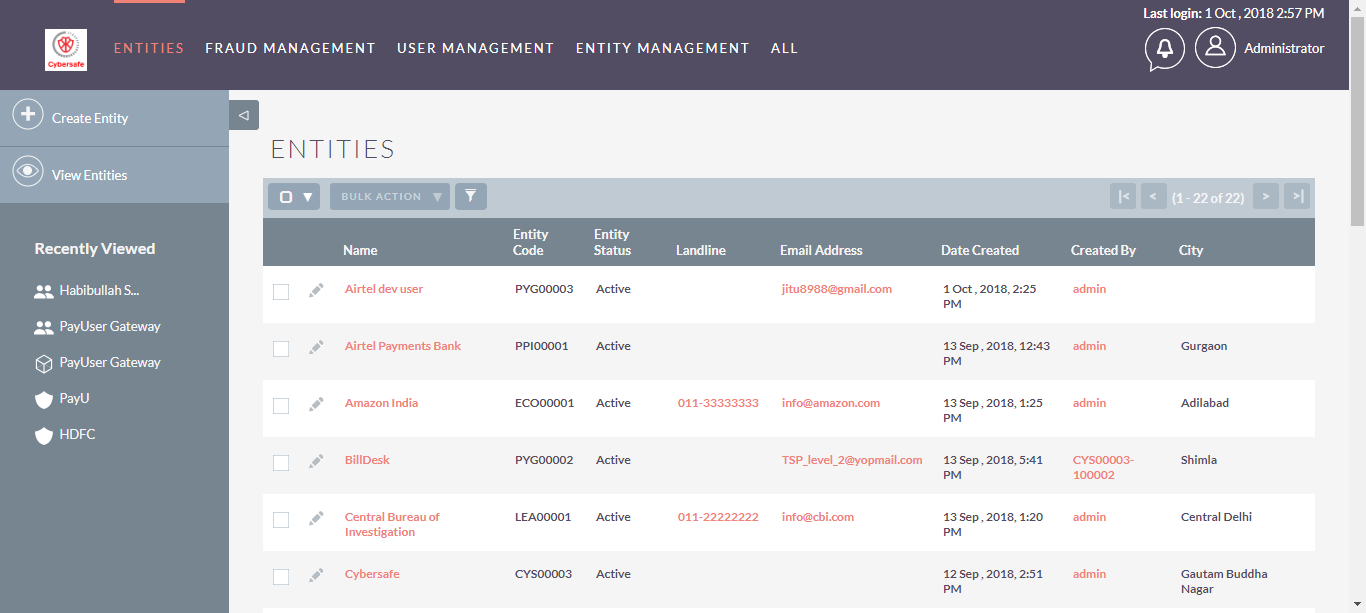 Last login: 1 Oct , 2018 2:57 PM
Cybersafe
ENTITIES FRAUD MANAGEMENT USER MANAGEMENT ENTITY MANAGEMENT ALL
Administrator
Create Entity
View Entities
Recently Viewed
Habibullah S...
PayUser Gateway
PayUser Gateway
PayU
HDFC
ENTITIES
BULK ACTION
(1 - 22 of 22)
Name Entity Code Entity Status Landline Email Address Date Created Created By City
Airtel dev user PYG00003 Active jitu8988@gmail.com 1 Oct , 2018, 2:25 PM admin
Airtel Payments Bank PPI00001 Active 13 Sep , 2018, 12:43 PM admin Gurgaon
Amazon India ECO00001 Active 011-33333333 info@amazon.com 13 Sep , 2018, 1:25 PM admin Adilabad
BillDesk PYG00002 Active TSP_level_2@yopmail.com 13 Sep , 2018, 5:41 PM CYS00003-100002 Shimla
Central Bureau of Investigation LEA00001 Active 011-22222222 info@cbi.com 13 Sep , 2018, 1:20 PM admin Central Delhi
Cybersafe CYS00003 Active 12 Sep , 2018, 2:51 PM admin Gautam Buddha Nagar